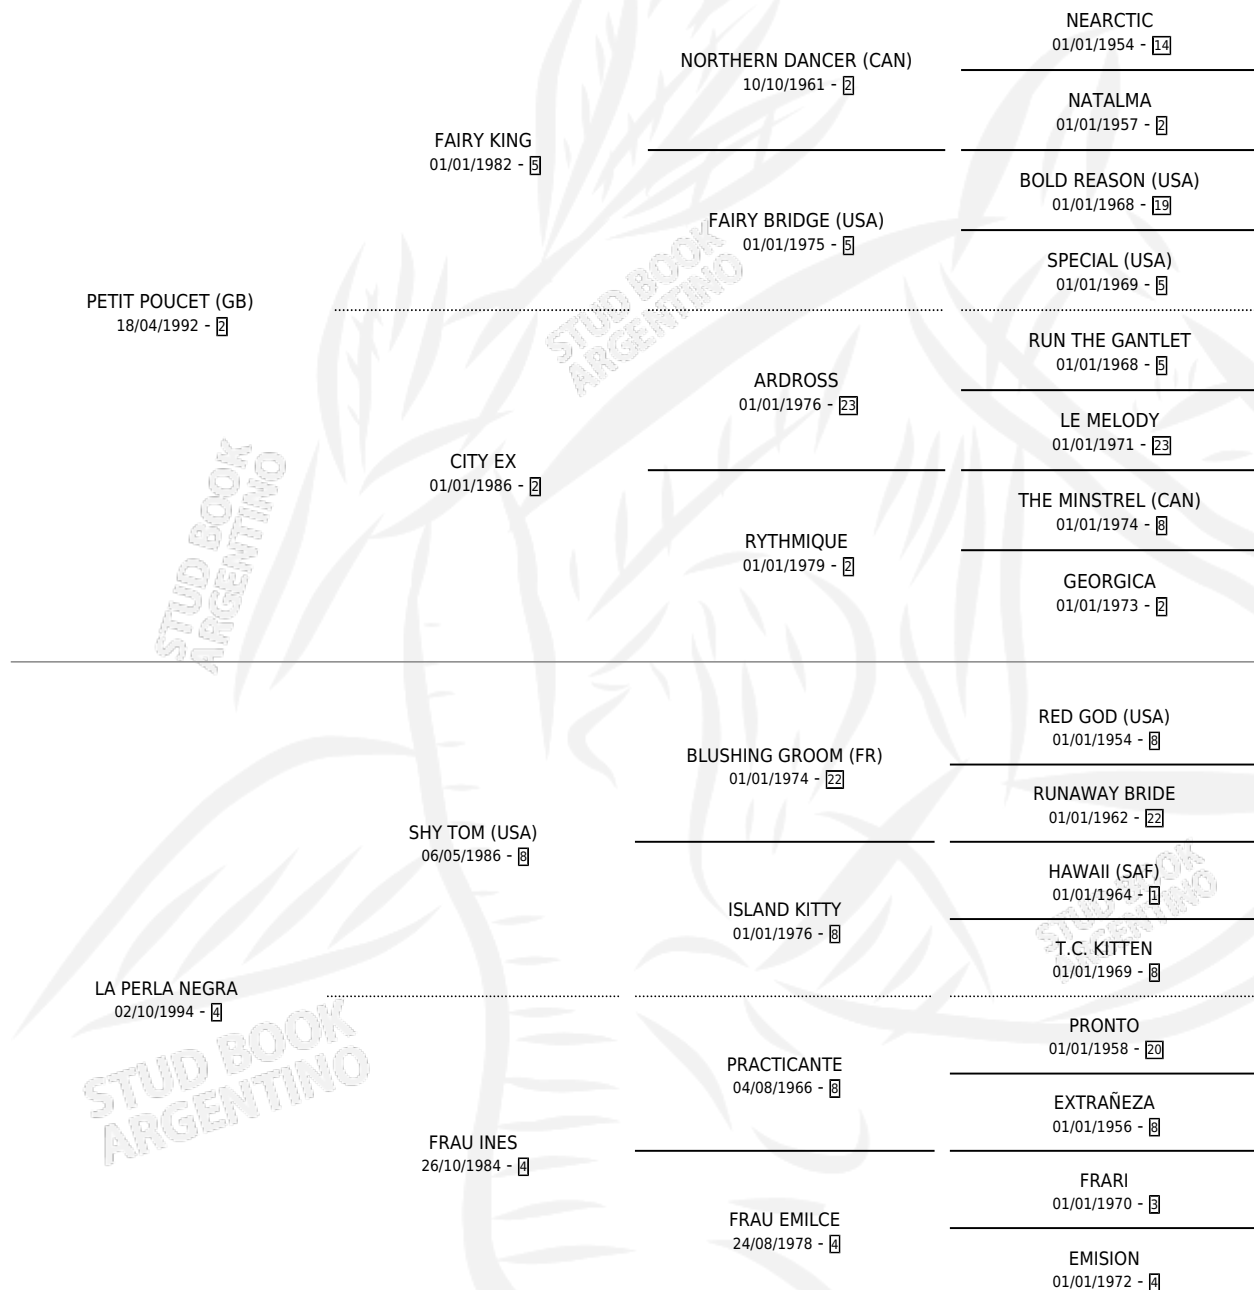 NEARCTIC
01/01/1954 - 14
NORTHERN DANCER (CAN)
10/10/1961 - 2
NATALMA
01/01/1957 - 2
FAIRY KING
01/01/1982 - 5
BOLD REASON (USA)
01/01/1968 - 19
FAIRY BRIDGE (USA)
01/01/1975 - 5
SPECIAL (USA)
01/01/1969 - 5
STUD BOOK
ARGENTINO
PETIT POUCET (GB)
18/04/1992 - 2
RUN THE GANTLET
01/01/1968 - 5
ARDROSS
01/01/1976 - 23
LE MELODY
01/01/1971 - 23
CITY EX
01/01/1986 - 2
THE MINSTREL (CAN)
01/01/1974 - 8
RYTHMIQUE
01/01/1979 - 2
GEORGICA
01/01/1973 - 2
STUD BOOK
ARGENTINO
RED GOD (USA)
01/01/1954 - 8
BLUSHING GROOM (FR)
01/01/1974 - 22
RUNAWAY BRIDE
01/01/1962 - 22
SHY TOM (USA)
06/05/1986 - 8
HAWAII (SAF)
01/01/1964 - 1
ISLAND KITTY
01/01/1976 - 8
T.C. KITTEN
01/01/1969 - 8
STUD BOOK
ARGENTINO
LA PERLA NEGRA
02/10/1994 - 4
PRONTO
01/01/1958 - 20
PRACTICANTE
04/08/1966 - 8
EXTRAÑEZA
01/01/1956 - 8
STUD BOOK
ARGENTINO
FRAU INES
26/10/1984 - 4
FRARI
01/01/1970 - 3
FRAU EMILCE
24/08/1978 - 4
EMISION
01/01/1972 - 4